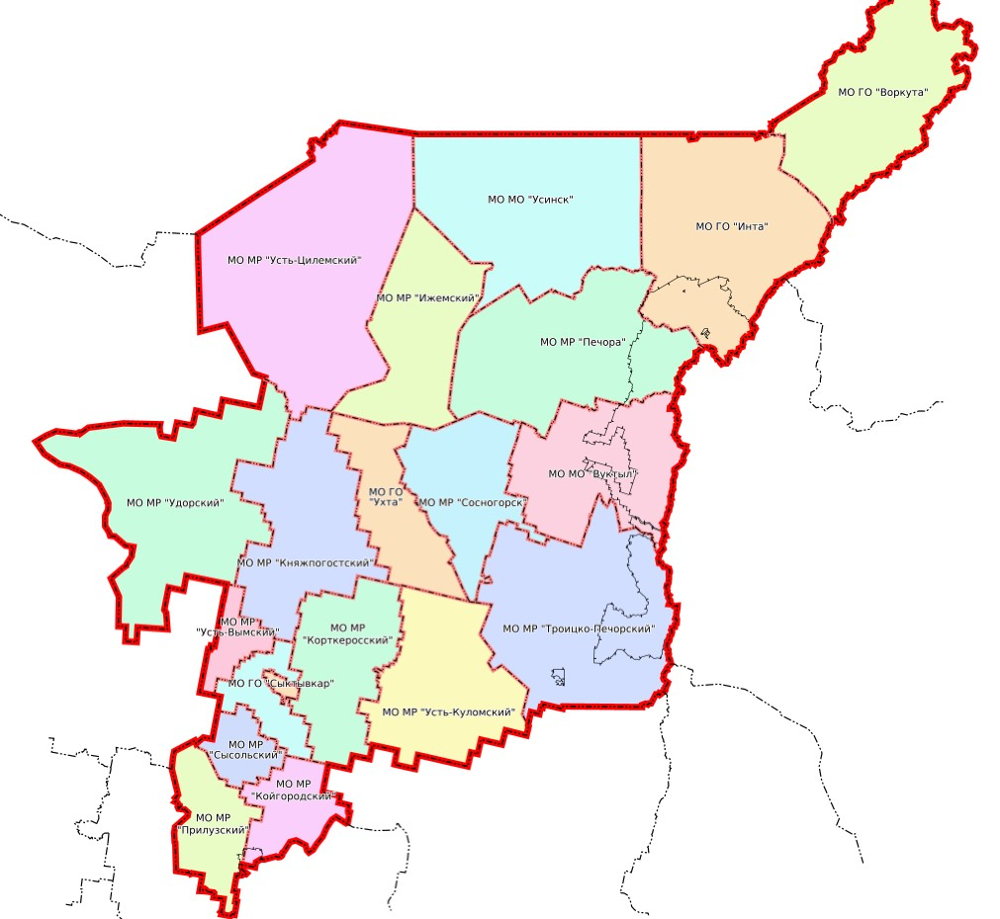 МО ГО "Воркута"
МО МО "Усинск"
МО ГО "Инта"
МО МР "Усть-Цилемский"
МО МР "Ижемский"
МО МР "Печора"
МО МО "Вуктыл"
МО ГО
"Ухта"
МО МР "Сосногорск
МО МР "Удорский"
МО МР "Княжпогостский"
МО МР
"Усть-Вымский"
МО МР
"Корткеросский"
МО МР "Троицко-Печорский"
МО ГО "Сыктывкар"
МО МР "Усть-Куломский"
МО МР
"Сысольский"
МО МР
"Койгородский"
МО МР
"Прилузский"